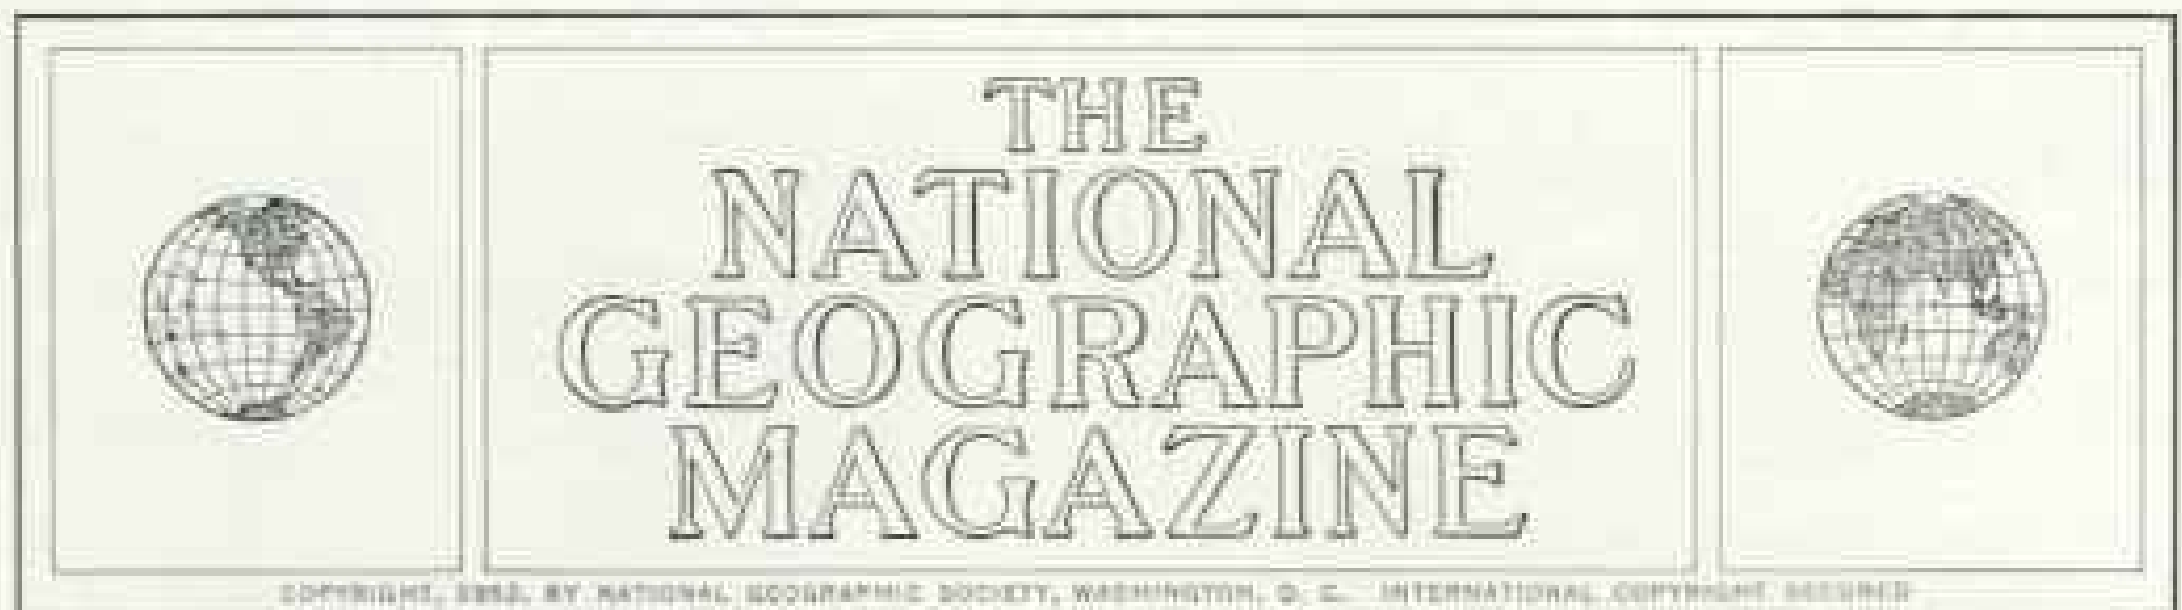 THE
NATIONAL
GEOGRAPHIC
MAGAZINE
COPYRIGHT, BY NATIONAL GEOGRAPHIC SOCIETY, WASHINGTON, D. C. INTERNATIONAL COPYRIGHT SECURED